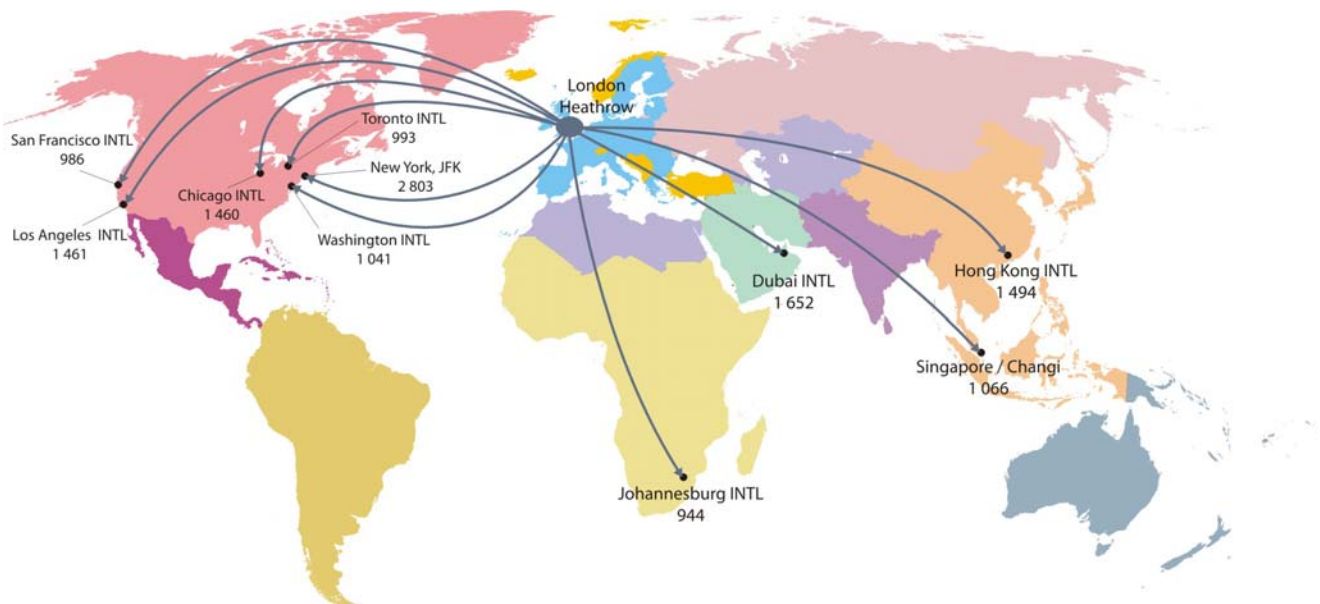 London
Heathrow
Toronto INTL
993
San Francisco INTL
986
New York, JFK
2 803
Chicago INTL
1 460
Los Angeles INTL
1 461
Washington INTL
1 041
Dubai INTL
1 652
Hong Kong INTL
1 494
Singapore / Changi
1 066
Johannesburg INTL
944